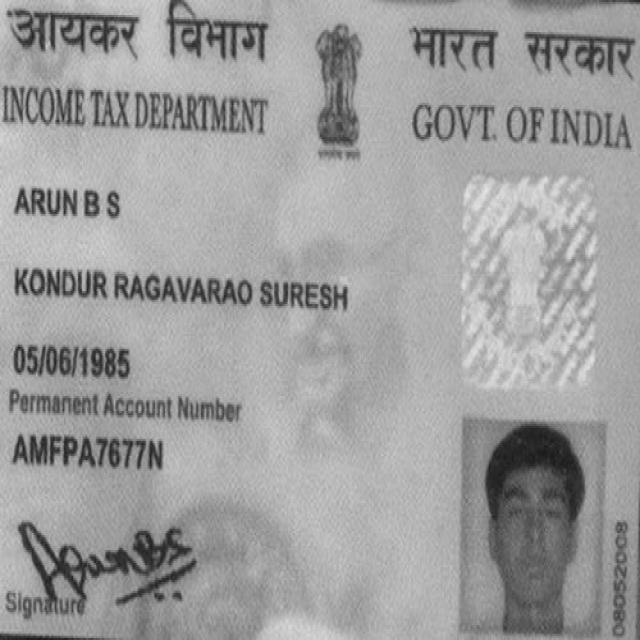 आयकर विभाग
INCOME TAX DEPARTMENT
भारत सरकार
GOVT. OF INDIA
ARUN B S
KONDUR RAGAVARAO SURESH
05/06/1985
Permanent Account Number
AMFPA7677N
Arun B S
Signature
08052008